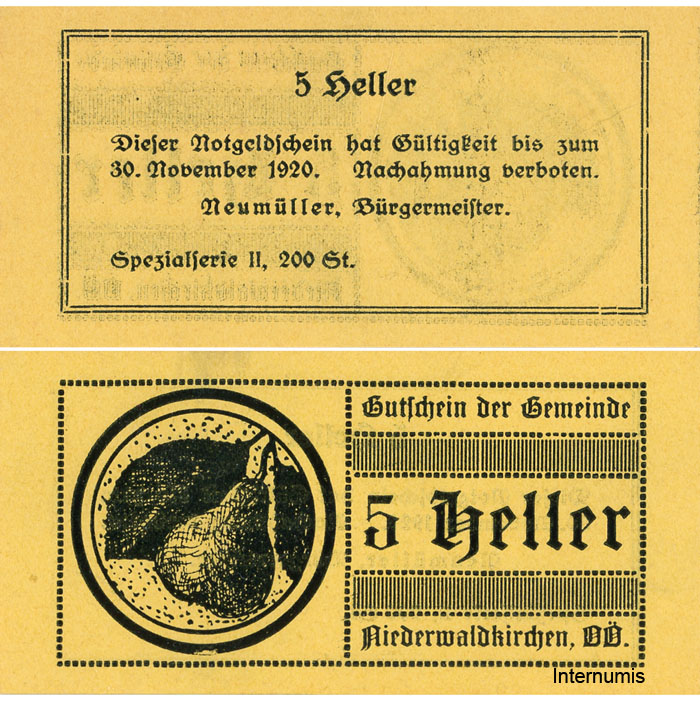 5 Heller
Dieser Notgeldschein hat Gültigkeit bis zum
30. November 1920. Nachahmung verboten.
Neumüller, Bürgermeister.
Spezialserie II, 200 St.
Gutschein der Gemeinde
5 Heller
Niederwaldkirchen, OÖ.
Internumis